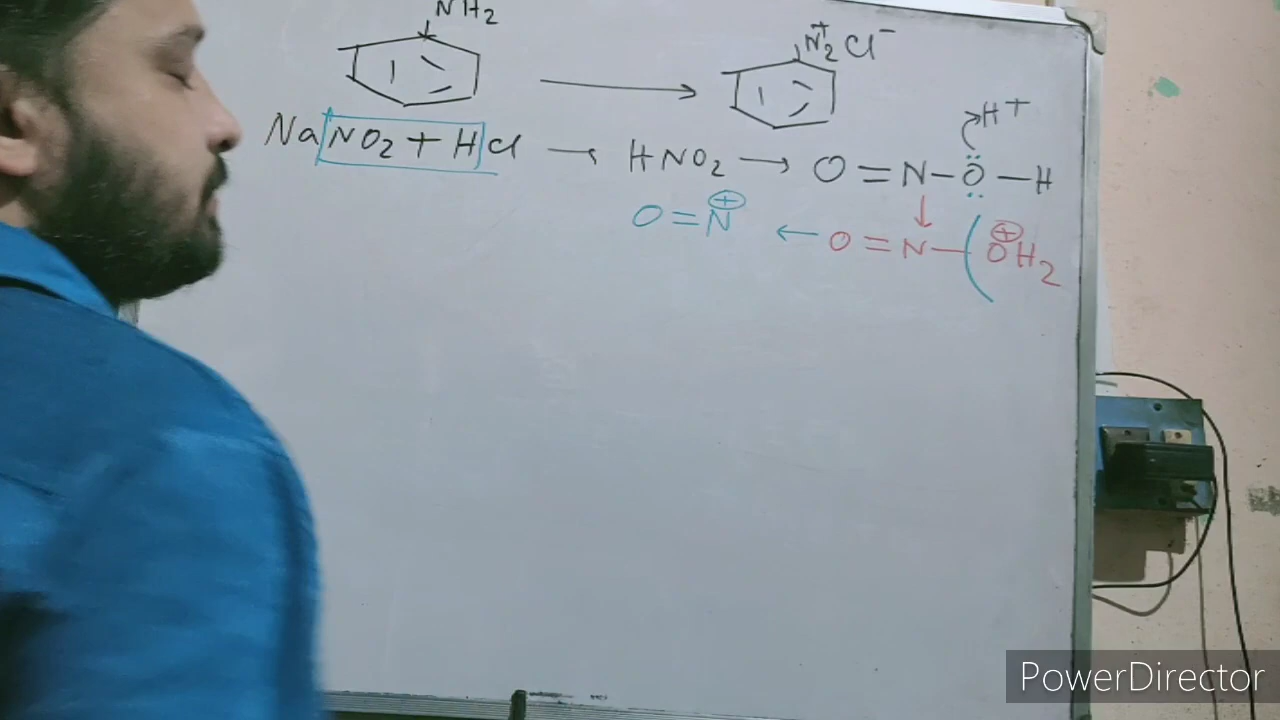 NH2
N2+ Cl-
H+
NaNO2 + HCl → HNO2 → O=N-Ö-H
O=N⊕ ← O=N-(O⊕H2
PowerDirector